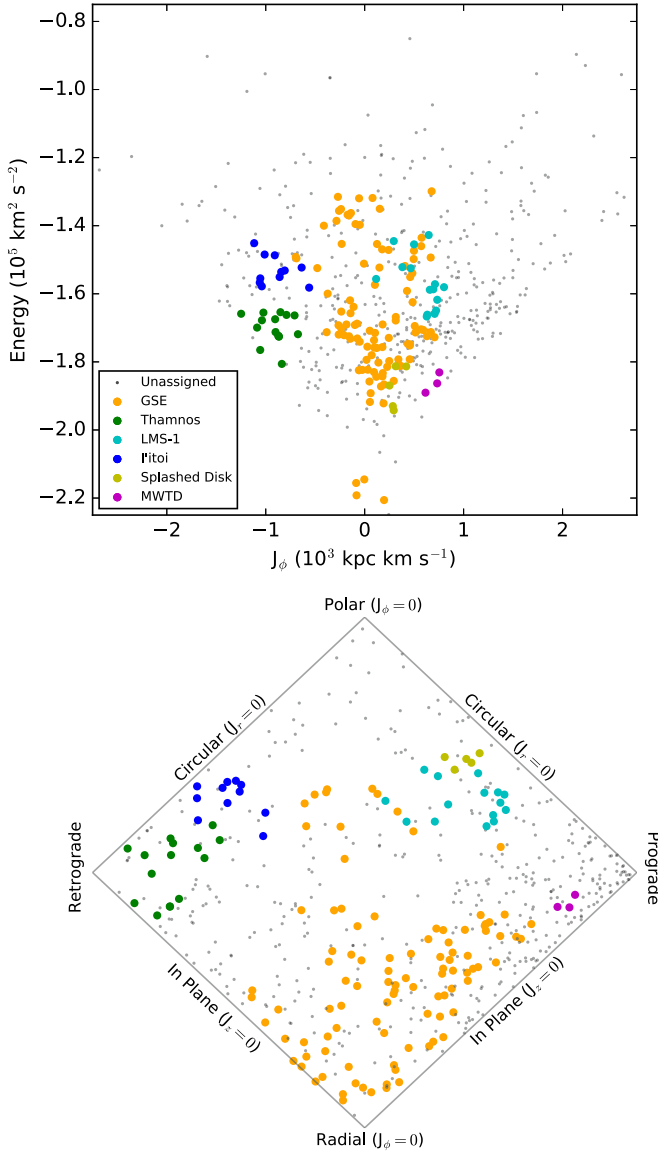 −0.8
−1.0
−1.2
−1.4
−1.6
−1.8
−2.0
−2.2
Energy (10⁵ km² s⁻²)
Unassigned
GSE
Thamnos
LMS-1
I'itoi
Splashed Disk
MWTD
−2 −1 0 1 2
J_ϕ (10³ kpc km s⁻¹)
Polar (J_ϕ = 0)
Circular (J_r = 0)
Circular (J_r = 0)
Retrograde
Prograde
In Plane (J_z = 0)
In Plane (J_z = 0)
Radial (J_ϕ = 0)